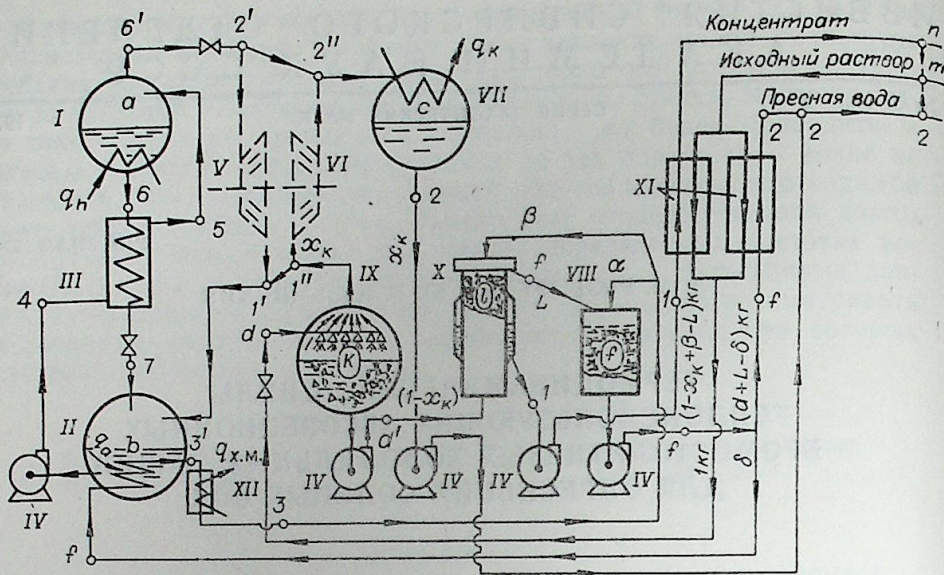 6'
2'
2''
q_к
Концентрат
n
Исходный раствор
m
Пресная вода
2
2
2
I
a
c
VII
V
VI
XI
q_h
6
5
2
x_к
β
III
x_к
IX
X
f
VIII
α
4
1'
1''
L
l
1
f
d
К
f
7
(1-x_к)
(1-x_к+β-L)кг
(d+L-δ)кг
II
3'
a'
q_a
b
q_х.м.
1кг
f
δ
IV
XII
IV
IV
IV
IV
3
f